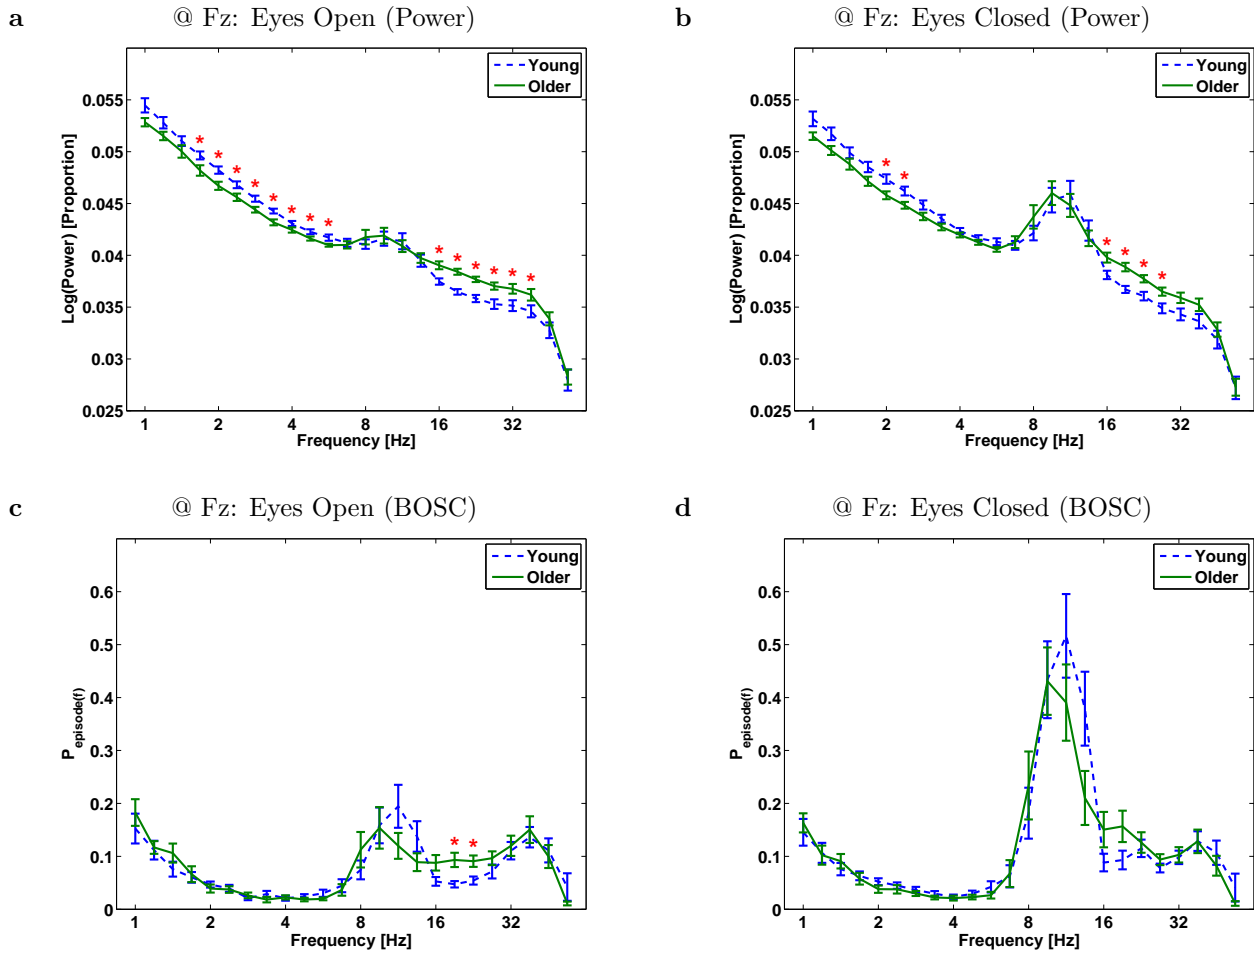 a
@ Fz: Eyes Open (Power)
Young
Older
0.055
0.05
0.045
0.04
0.035
0.03
0.025
Log(Power) [Proportion]
* * * * * * * *
* * * * * *
1 2 4 8 16 32
Frequency [Hz]
b
@ Fz: Eyes Closed (Power)
Young
Older
0.055
0.05
0.045
0.04
0.035
0.03
0.025
Log(Power) [Proportion]
* *
* * * *
1 2 4 8 16 32
Frequency [Hz]
c
@ Fz: Eyes Open (BOSC)
Young
Older
0.6
0.5
0.4
0.3
0.2
0.1
0
P episode(f)
* *
1 2 4 8 16 32
Frequency [Hz]
d
@ Fz: Eyes Closed (BOSC)
Young
Older
0.6
0.5
0.4
0.3
0.2
0.1
0
P episode(f)
1 2 4 8 16 32
Frequency [Hz]